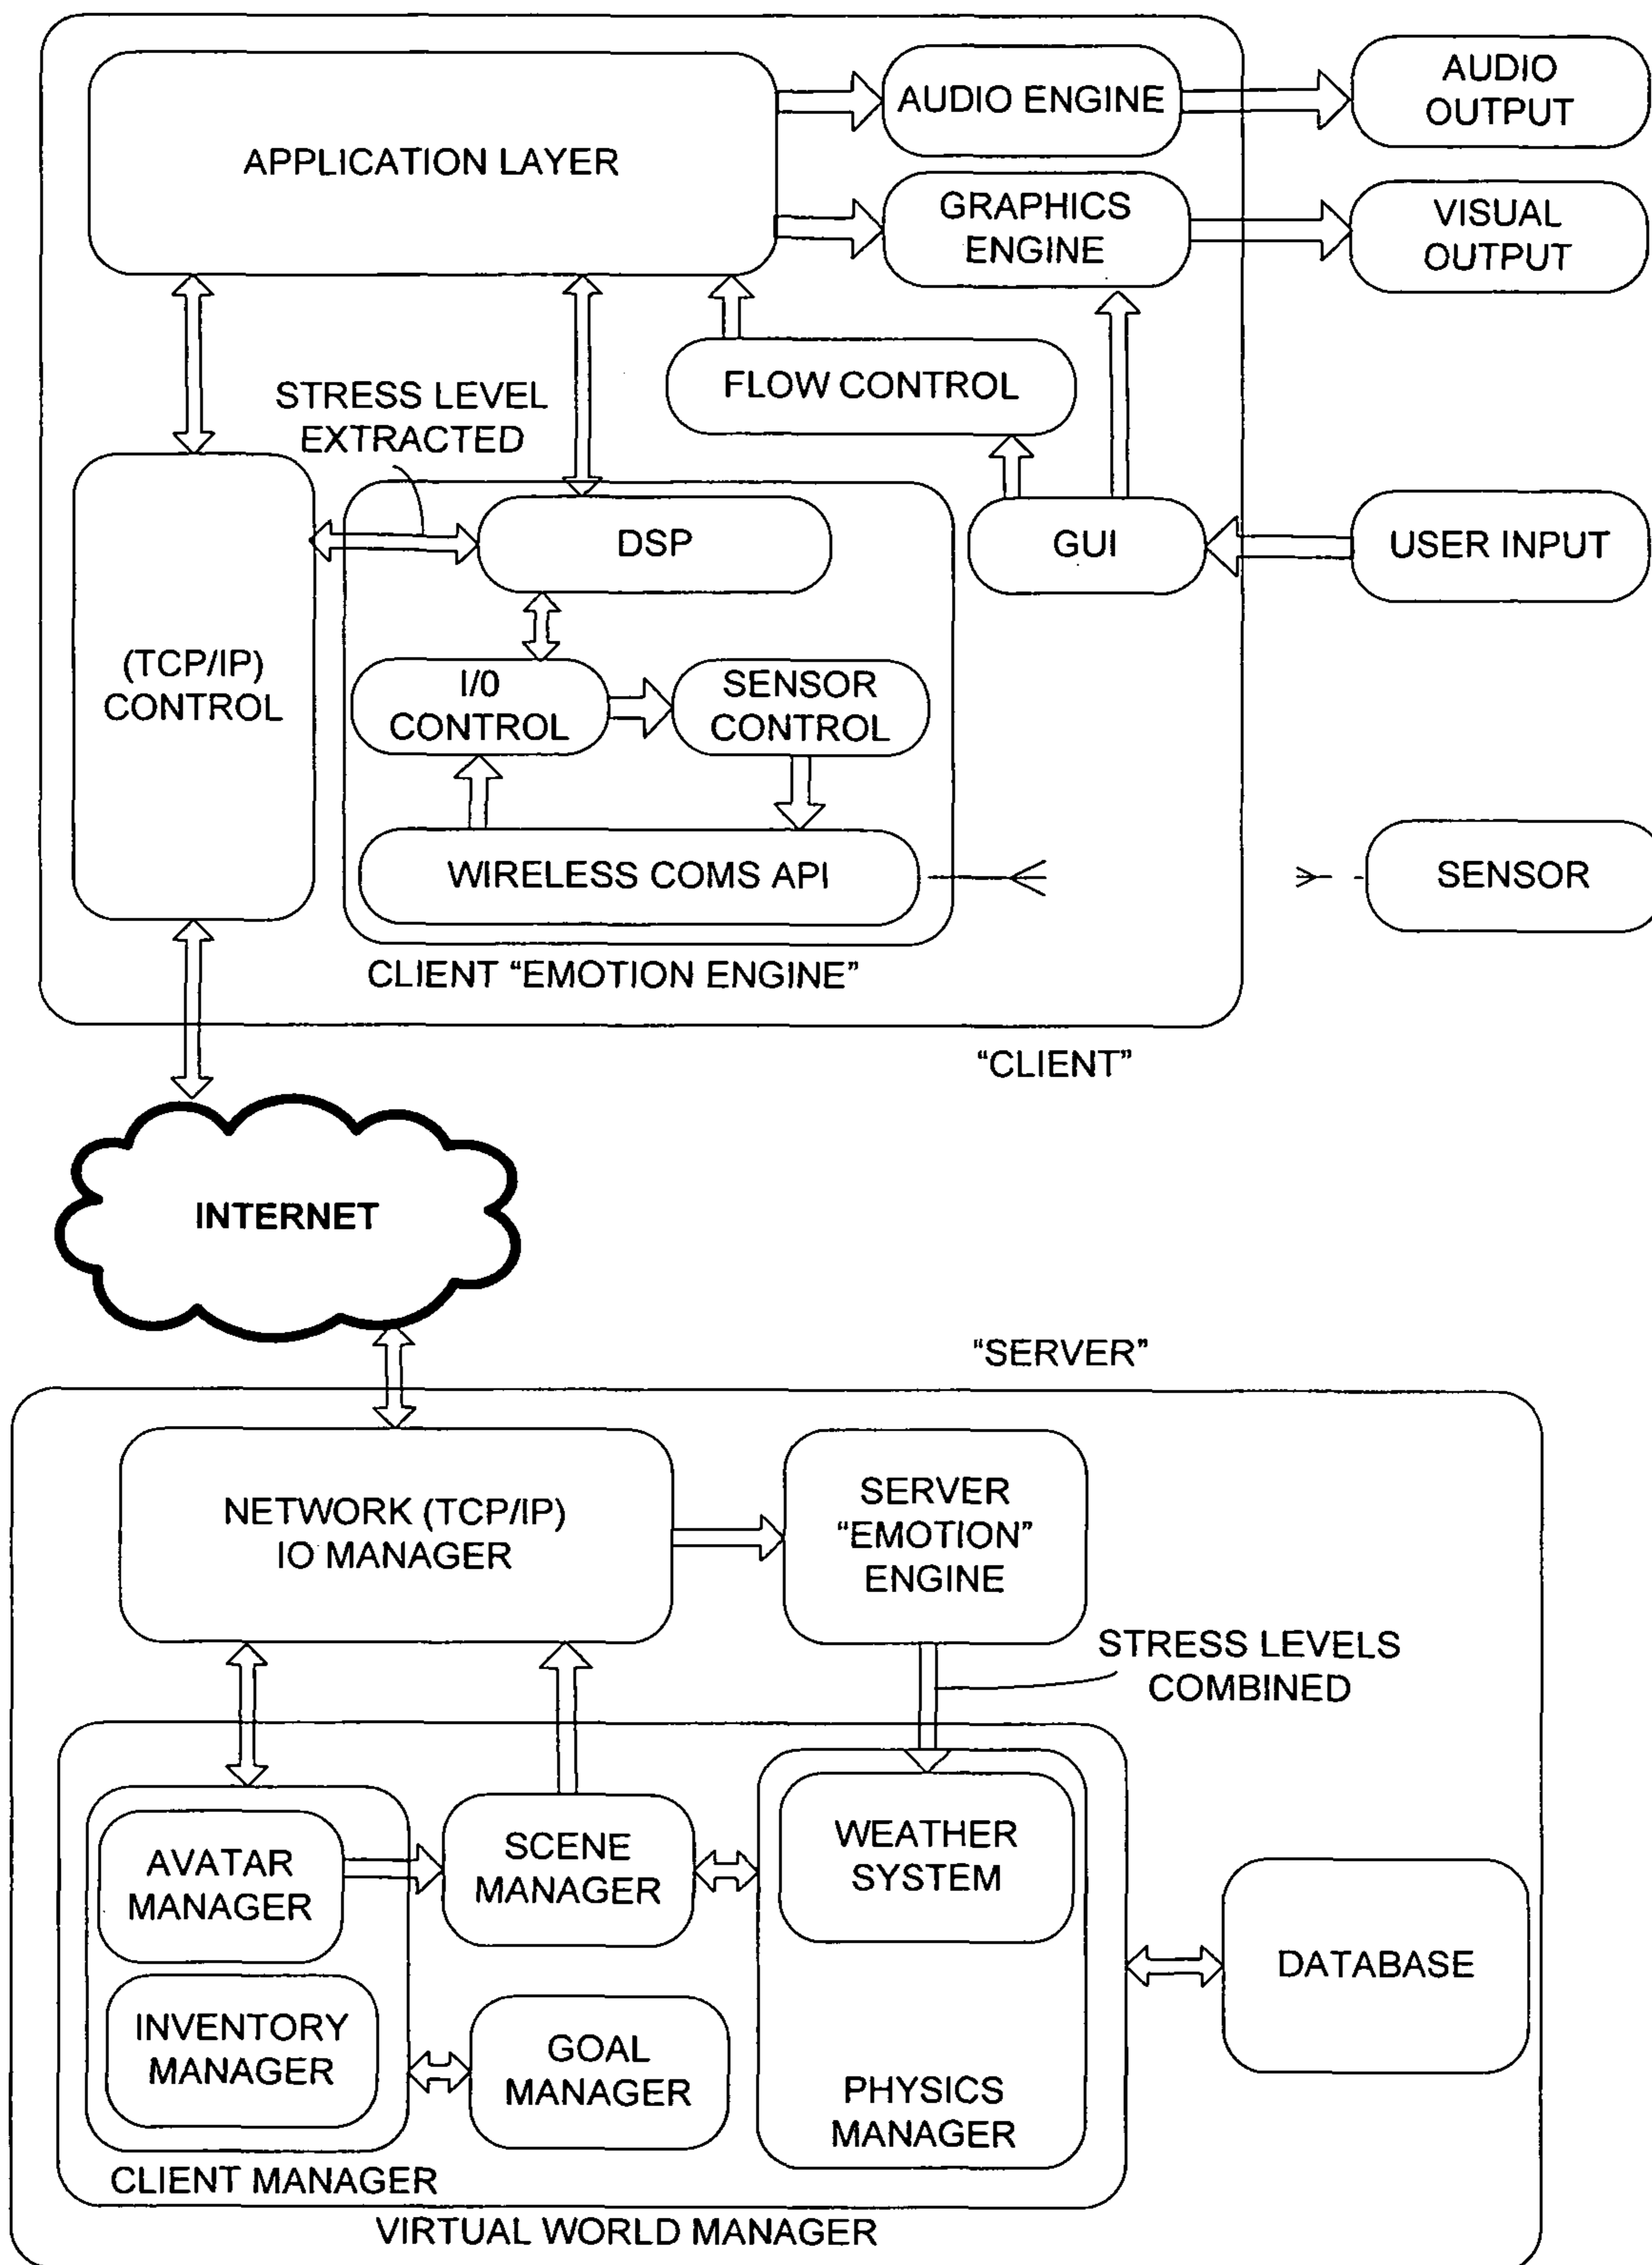 APPLICATION LAYER
AUDIO ENGINE
AUDIO
OUTPUT
GRAPHICS
ENGINE
VISUAL
OUTPUT
FLOW CONTROL
STRESS LEVEL
EXTRACTED
DSP
GUI
USER INPUT
(TCP/IP)
CONTROL
I/0
CONTROL
SENSOR
CONTROL
WIRELESS COMS API
SENSOR
CLIENT “EMOTION ENGINE”
“CLIENT”
INTERNET
“SERVER”
NETWORK (TCP/IP)
IO MANAGER
SERVER
“EMOTION”
ENGINE
STRESS LEVELS
COMBINED
AVATAR
MANAGER
SCENE
MANAGER
WEATHER
SYSTEM
DATABASE
INVENTORY
MANAGER
GOAL
MANAGER
PHYSICS
MANAGER
CLIENT MANAGER
VIRTUAL WORLD MANAGER